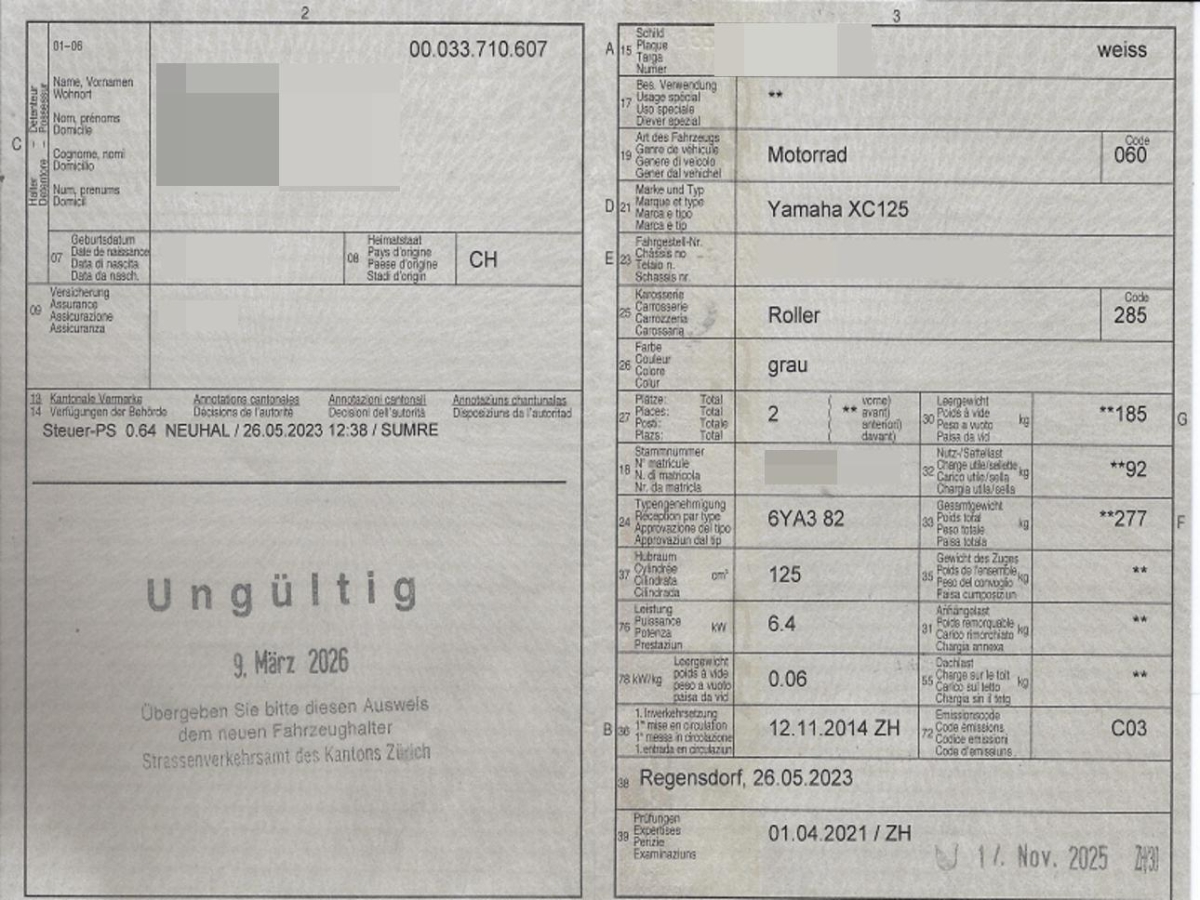 2
01–06
00.033.710.607
C
Halter – Détenteur
Detentore – Possessur
Name, Vornamen
Wohnort
Nom, prénoms
Domicile
Cognome, nomi
Domicilio
Num, prenums
Domicil
07
Geburtsdatum
Date de naissance
Data di nascita
Data da nasch.
08
Heimatstaat
Pays d'origine
Paese d'origine
Stadi d'origin
CH
09
Versicherung
Assurance
Assicurazione
Assicuranza
13 Kantonale Vermerke Annotations cantonales Annotazioni cantonali Annotaziuns chantunalas
14 Verfügungen der Behörde Décisions de l'autorité Decisioni dell'autorità Disposiziuns da l'autoritad
Steuer-PS 0.64 NEUHAL / 26.05.2023 12:38 / SUMRE
Ungültig
9. März 2026
Übergeben Sie bitte diesen Ausweis
dem neuen Fahrzeughalter
Strassenverkehrsamt des Kantons Zürich
3
A
15
Schild
Plaque
Targa
Numer
weiss
17
Bes. Verwendung
Usage spécial
Uso speciale
Diever spezial
**
19
Art des Fahrzeugs
Genre de véhicule
Genere di veicolo
Gener dal vehichel
Motorrad
Code
060
D
21
Marke und Typ
Marque et type
Marca e tipo
Marca e tip
Yamaha XC125
E
23
Fahrgestell-Nr.
Châssis no
Telaio n.
Schassis nr.
25
Karosserie
Carrosserie
Carrozzeria
Carossaria
Roller
Code
285
26
Farbe
Couleur
Colore
Colur
grau
27
Plätze: Total
Places: Total
Posti: Totale
Plazs: Total
2
vorne)
( ** avant)
anteriori)
davant)
30
Leergewicht
Poids à vide
Peso a vuoto
Paisa da vid
kg
**185
G
18
Stammnummer
N° matricule
N. di matricola
Nr. da matricla
32
Nutz-/Sattellast
Charge utile/sellette
Carico utile/sella
Chargia utila/sella
kg
**92
24
Typengenehmigung
Réception par type
Approvazione del tipo
Approvaziun dal tip
6YA3 82
33
Gesamtgewicht
Poids total
Peso totale
Paisa totala
kg
**277
F
37
Hubraum
Cylindrée
Cilindrata
Cilindrada
cm³
125
35
Gewicht des Zuges
Poids de l'ensemble
Peso del convoglio
Paisa cumposiziun
kg
**
76
Leistung
Puissance
Potenza
Prestaziun
kW
6.4
31
Anhängelast
Poids remorquable
Carico rimorchiato
Chargia annexa
kg
**
78 kW/kg
Leergewicht
poids à vide
peso a vuoto
paisa da vid
0.06
55
Dachlast
Charge sur le toit
Carico sul tetto
Chargia sin il tetg
kg
**
B
36
1. Inverkehrsetzung
1re mise en circulation
1a messa in circolazione
1. entrada en circulaziun
12.11.2014 ZH
72
Emissionscode
Code émissions
Codice emissioni
Code d'emissiuns
C03
38
Regensdorf, 26.05.2023
39
Prüfungen
Expertises
Perizie
Examinaziuns
01.04.2021 / ZH
Nov. 2025